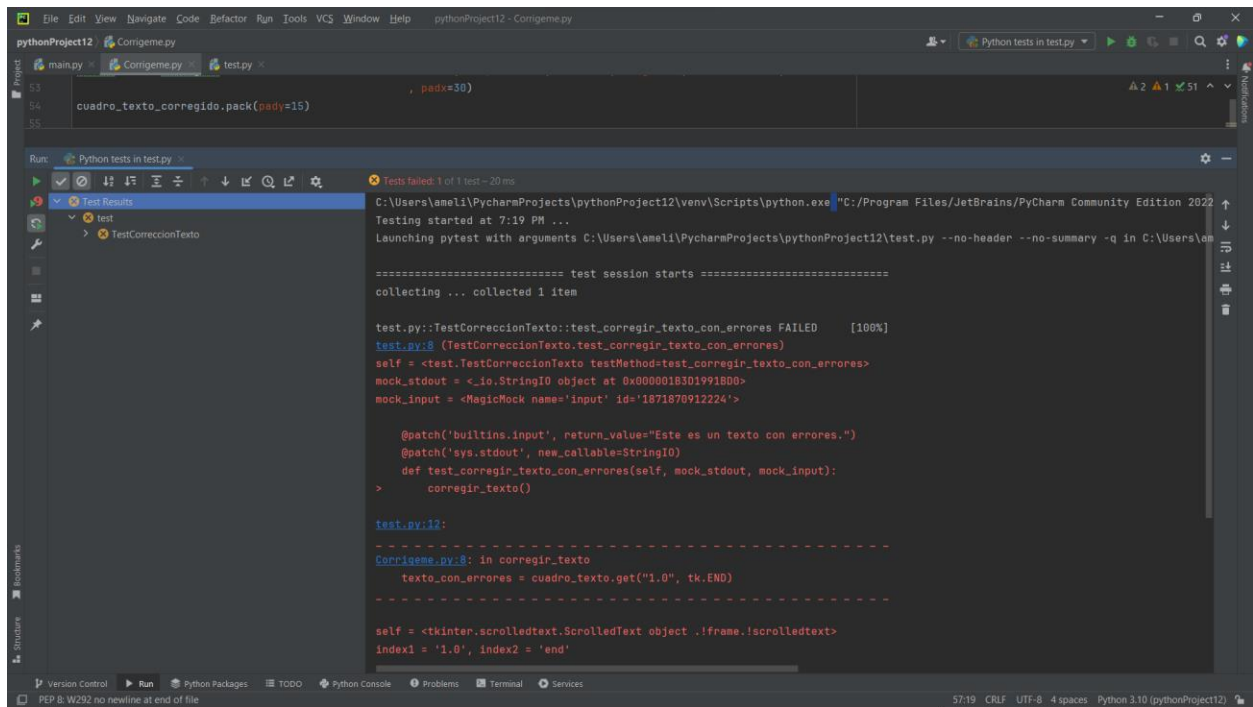 File Edit View Navigate Code Refactor Run Tools VCS Window Help pythonProject12 - Corrigeme.py
pythonProject12 Corrigeme.py Python tests in test.py
main.py Corrigeme.py test.py
Project
53 , padx=30)
2 1 51
54 cuadro_texto_corregido.pack(pady=15)
55
Notifications
Run: Python tests in test.py
Tests failed: 1 of 1 test – 20 ms
Test Results
test
TestCorreccionTexto
C:\Users\ameli\PycharmProjects\pythonProject12\venv\Scripts\python.exe "C:/Program Files/JetBrains/PyCharm Community Edition 2022
Testing started at 7:19 PM ...
Launching pytest with arguments C:\Users\ameli\PycharmProjects\pythonProject12\test.py --no-header --no-summary -q in C:\Users\am
============================= test session starts =============================
collecting ... collected 1 item
test.py::TestCorreccionTexto::test_corregir_texto_con_errores FAILED [100%]
test.py:8 (TestCorreccionTexto.test_corregir_texto_con_errores)
self = <test.TestCorreccionTexto testMethod=test_corregir_texto_con_errores>
mock_stdout = <_io.StringIO object at 0x000001B3D1991BD0>
mock_input = <MagicMock name='input' id='1871870912224'>
@patch('builtins.input', return_value="Este es un texto con errores.")
@patch('sys.stdout', new_callable=StringIO)
def test_corregir_texto_con_errores(self, mock_stdout, mock_input):
> corregir_texto()
test.py:12:
_ _ _ _ _ _ _ _ _ _ _ _ _ _ _ _ _ _ _ _ _ _ _ _ _ _ _ _ _ _ _ _ _ _ _ _ _ _ _ _
Corrigeme.py:8: in corregir_texto
texto_con_errores = cuadro_texto.get("1.0", tk.END)
_ _ _ _ _ _ _ _ _ _ _ _ _ _ _ _ _ _ _ _ _ _ _ _ _ _ _ _ _ _ _ _ _ _ _ _ _ _ _ _
self = <tkinter.scrolledtext.ScrolledText object .!frame.!scrolledtext>
index1 = '1.0', index2 = 'end'
Bookmarks
Structure
Version Control Run Python Packages TODO Python Console Problems Terminal Services
PEP 8: W292 no newline at end of file 57:19 CRLF UTF-8 4 spaces Python 3.10 (pythonProject12)